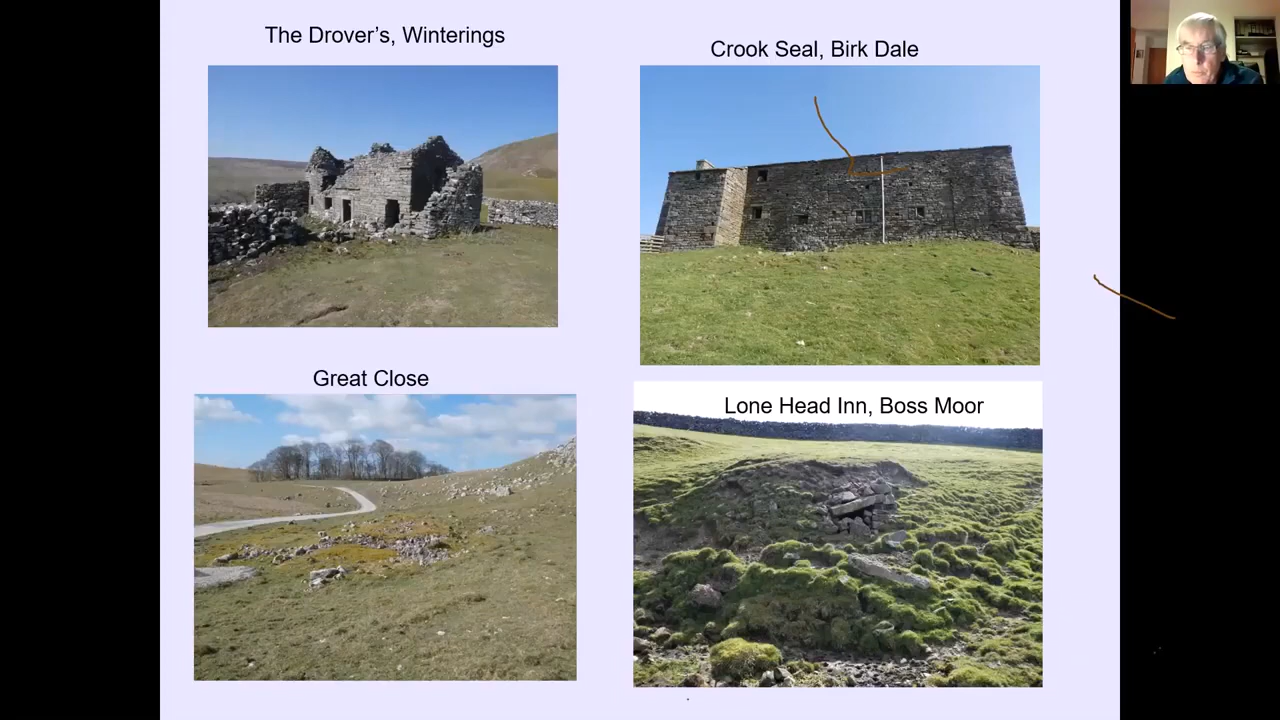 The Drover's, Winterings
Crook Seal, Birk Dale
Great Close
Lone Head Inn, Boss Moor